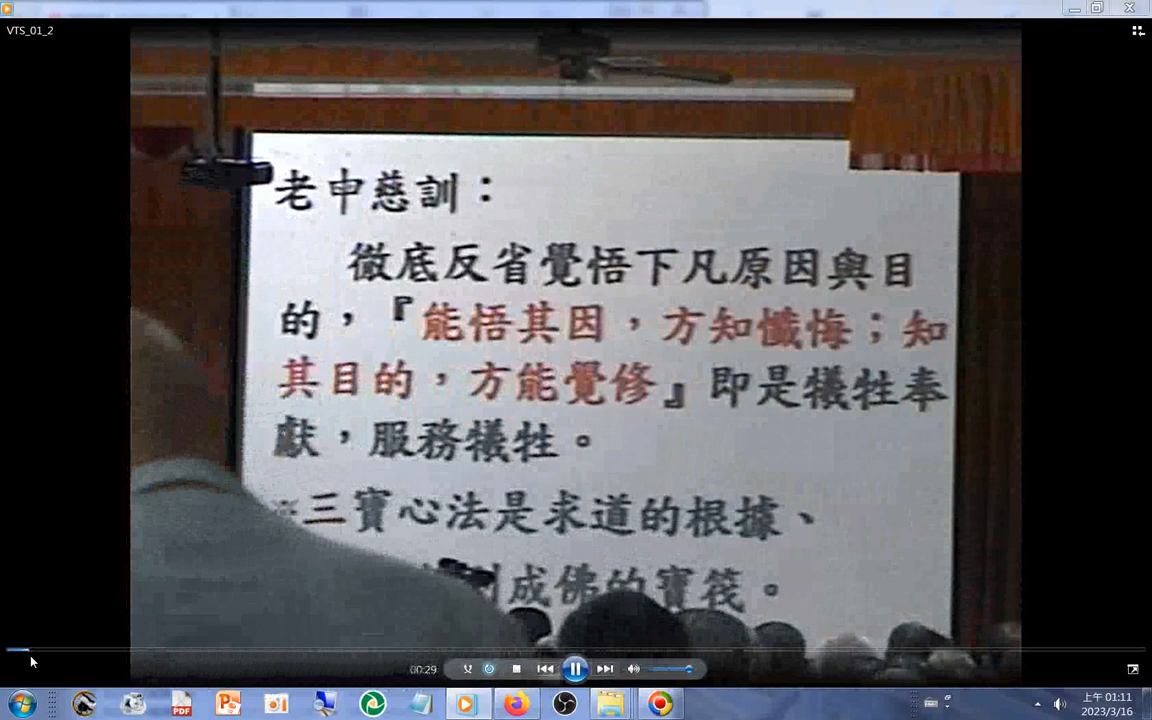 VTS_01_2
老中慈訓：
徹底反省覺悟下凡原因與目
的，『能悟其因，方知懺悔；知
其目的，方能覺修』即是犧牲奉
獻，服務犧牲。
※三寶心法是求道的根據、
成佛的寶筏。
00:29
PDF
上午 01:11
2023/3/16